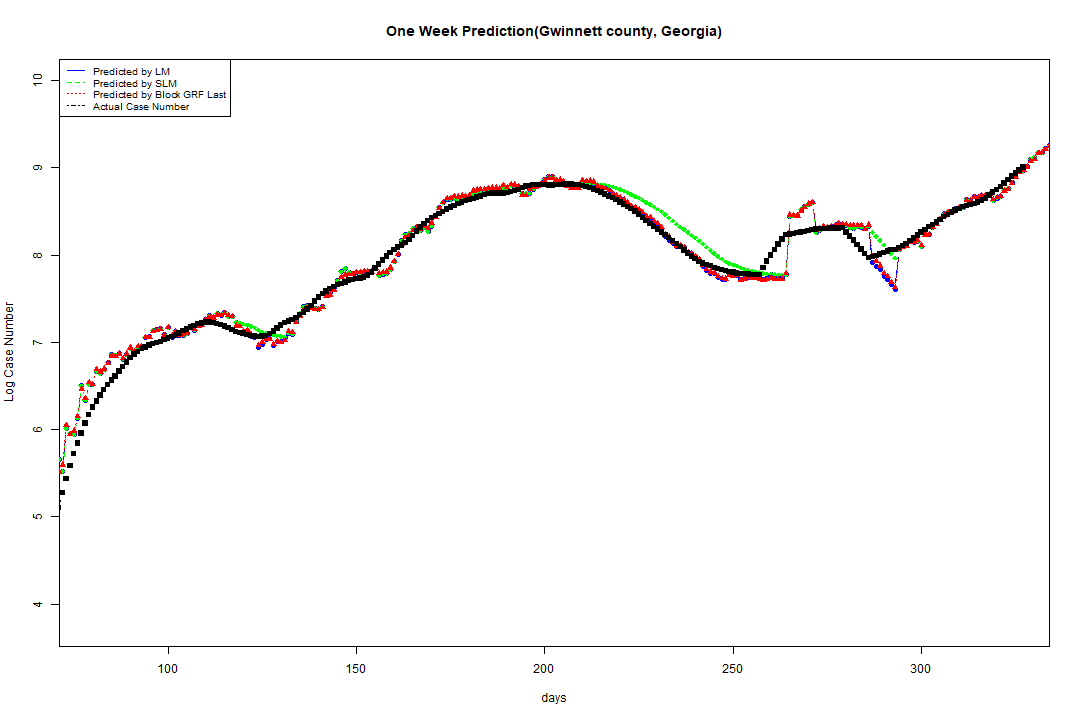 One Week Prediction(Gwinnett county, Georgia)
Predicted by LM
Predicted by SLM
Predicted by Block GRF Last
Actual Case Number
10
9
8
7
6
5
4
Log Case Number
100 150 200 250 300
days